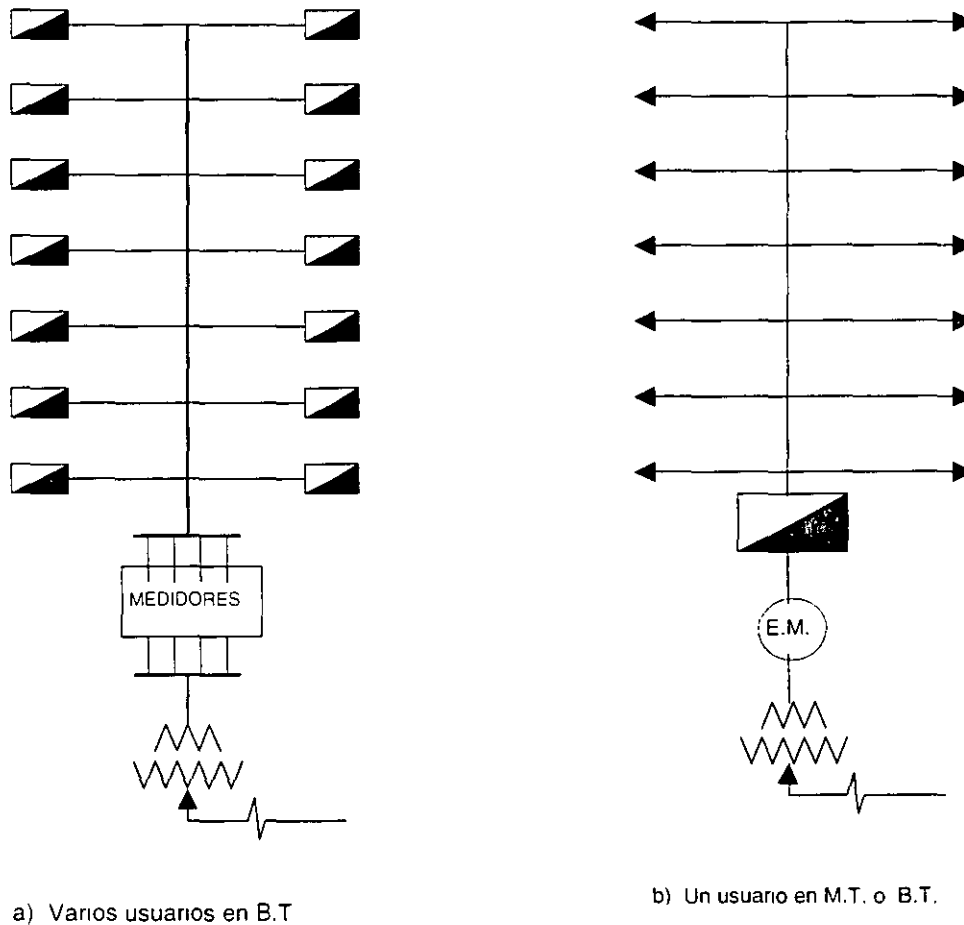 MEDIDORES
E.M.
a) Varios usuarios en B.T
b) Un usuario en M.T. o B.T.